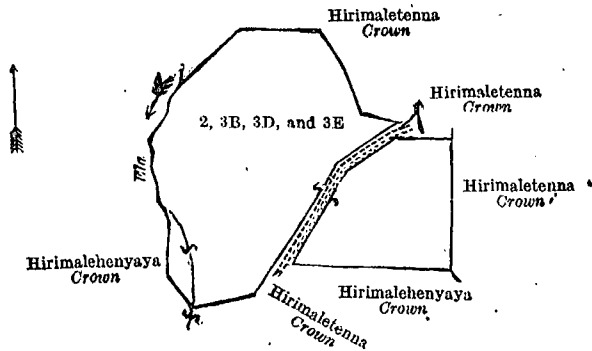 Hirimaletenna
Crown
Hirimaletenna
Crown
2, 3B, 3D, and 3E
Ela
Hirimaletenna
Crown
Hirimalehenyaya
Crown
Hirimalehenyaya
Crown
Hirimaletenna
Crown